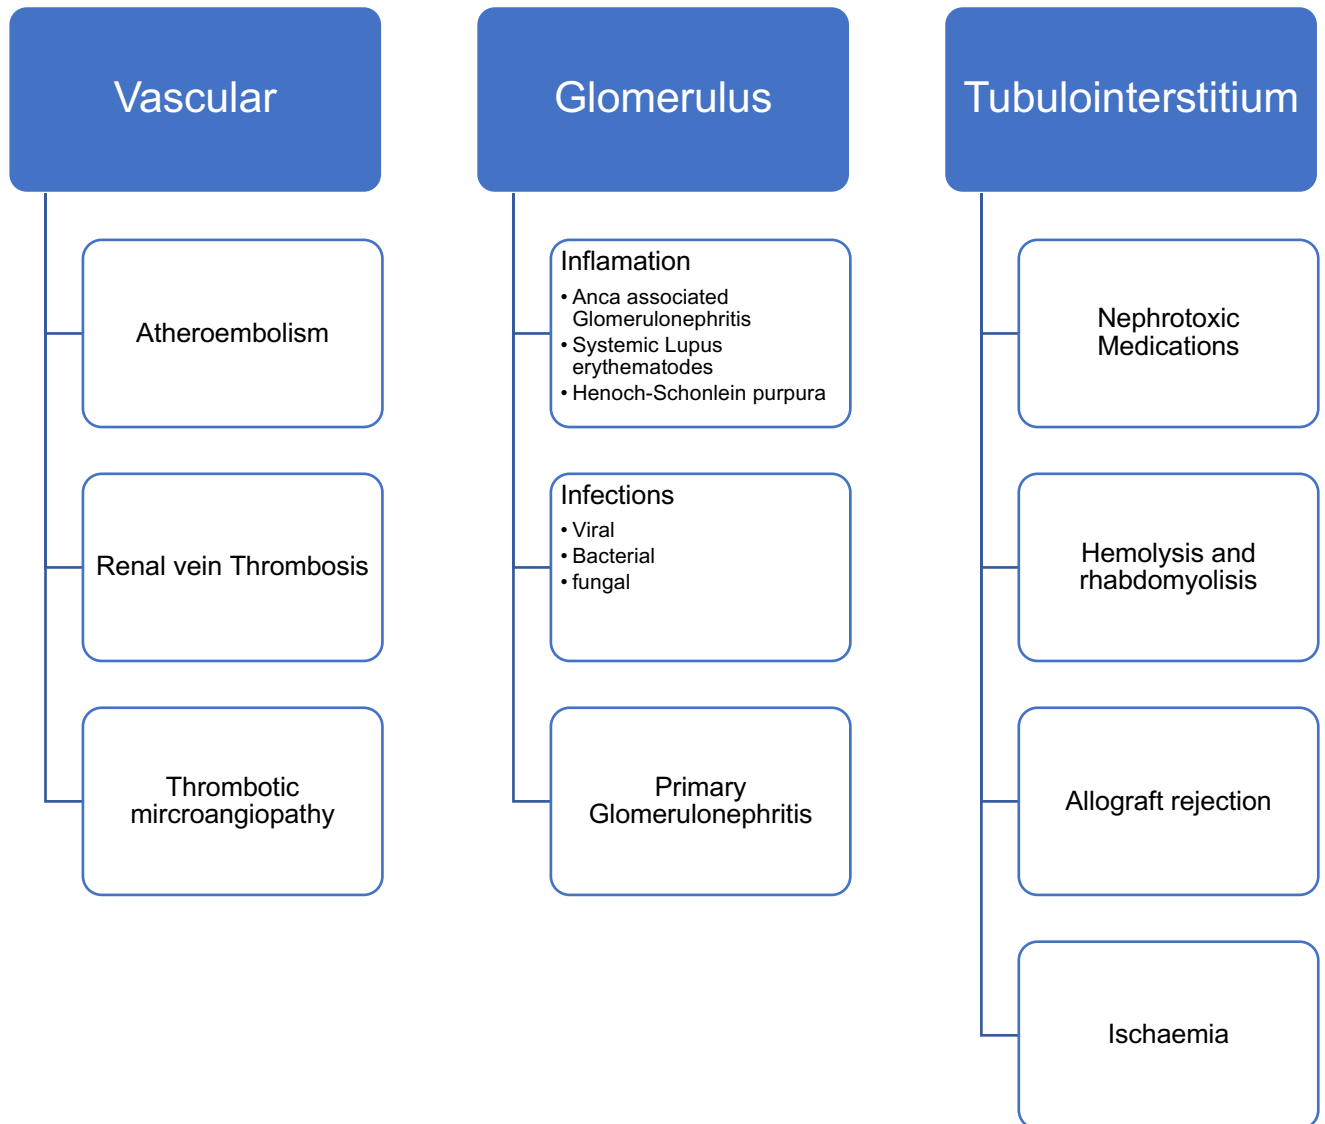 Vascular
Atheroembolism
Renal vein Thrombosis
Thrombotic
mircroangiopathy
Glomerulus
Inflamation
• Anca associated
Glomerulonephritis
• Systemic Lupus
erythematodes
• Henoch-Schonlein purpura
Infections
• Viral
• Bacterial
• fungal
Primary
Glomerulonephritis
Tubulointerstitium
Nephrotoxic
Medications
Hemolysis and
rhabdomyolisis
Allograft rejection
Ischaemia